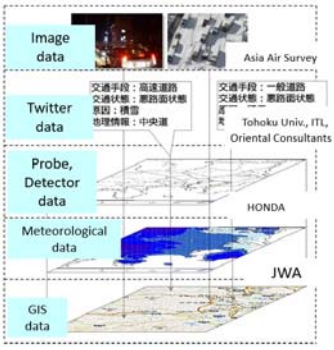 Image
data
Asia Air Survey
Twitter
data
交通手段：高速道路
交通状態：悪路面状態
原因：積雪
地理情報：中央道
交通手段：一般道路
交通状態：悪路面状態
Tohoku Univ., ITL,
Oriental Consultants
Probe,
Detector
data
HONDA
Meteorological
data
JWA
GIS
data